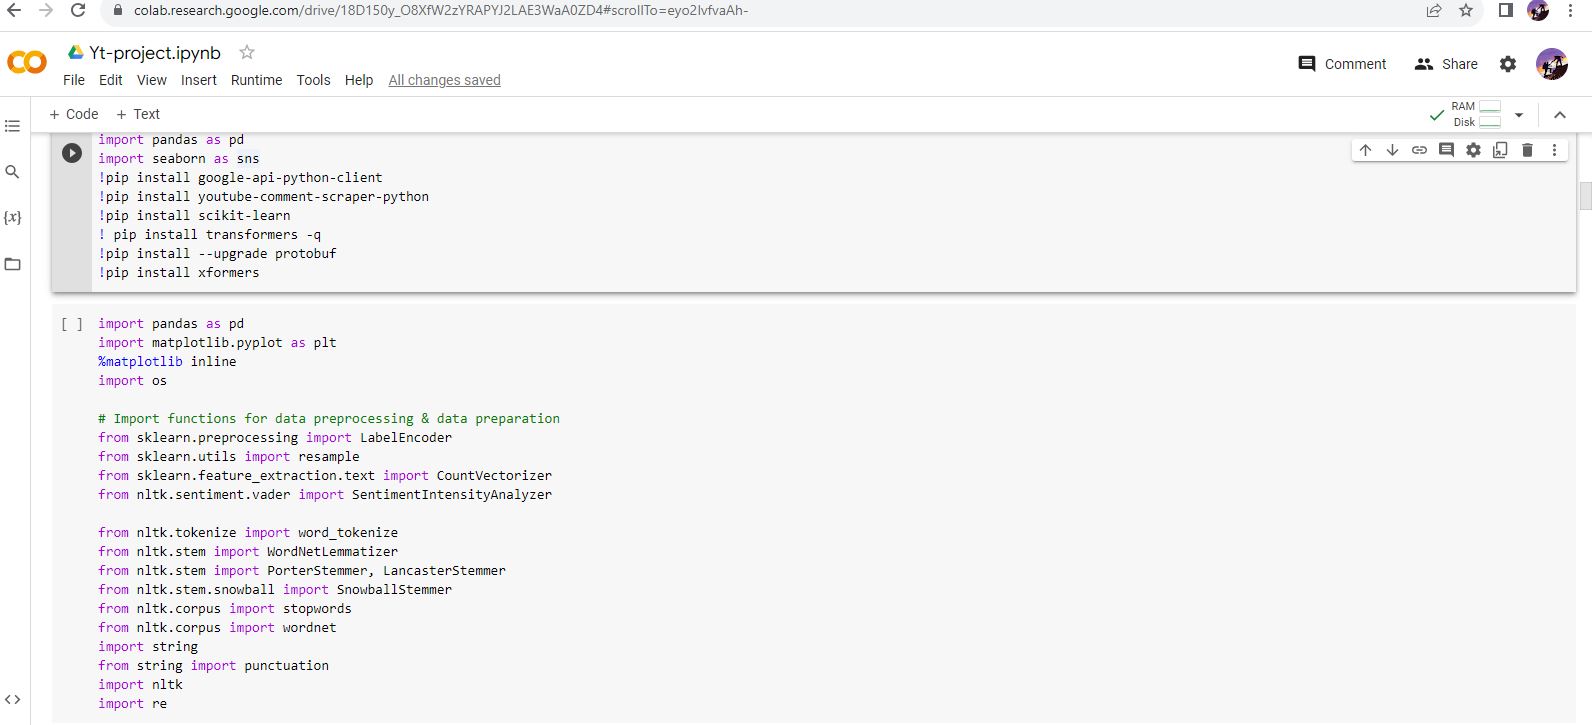 colab.research.google.com/drive/18D150y_O8XfW2zYRAPYJ2LAE3WaA0ZD4#scrollTo=eyo2IvfvaAh-
Yt-project.ipynb
File Edit View Insert Runtime Tools Help All changes saved
Comment Share
+ Code + Text
RAM
Disk
import pandas as pd
import seaborn as sns
!pip install google-api-python-client
!pip install youtube-comment-scraper-python
!pip install scikit-learn
! pip install transformers -q
!pip install --upgrade protobuf
!pip install xformers
[ ] import pandas as pd
import matplotlib.pyplot as plt
%matplotlib inline
import os
# Import functions for data preprocessing & data preparation
from sklearn.preprocessing import LabelEncoder
from sklearn.utils import resample
from sklearn.feature_extraction.text import CountVectorizer
from nltk.sentiment.vader import SentimentIntensityAnalyzer
from nltk.tokenize import word_tokenize
from nltk.stem import WordNetLemmatizer
from nltk.stem import PorterStemmer, LancasterStemmer
from nltk.stem.snowball import SnowballStemmer
from nltk.corpus import stopwords
from nltk.corpus import wordnet
import string
from string import punctuation
import nltk
import re